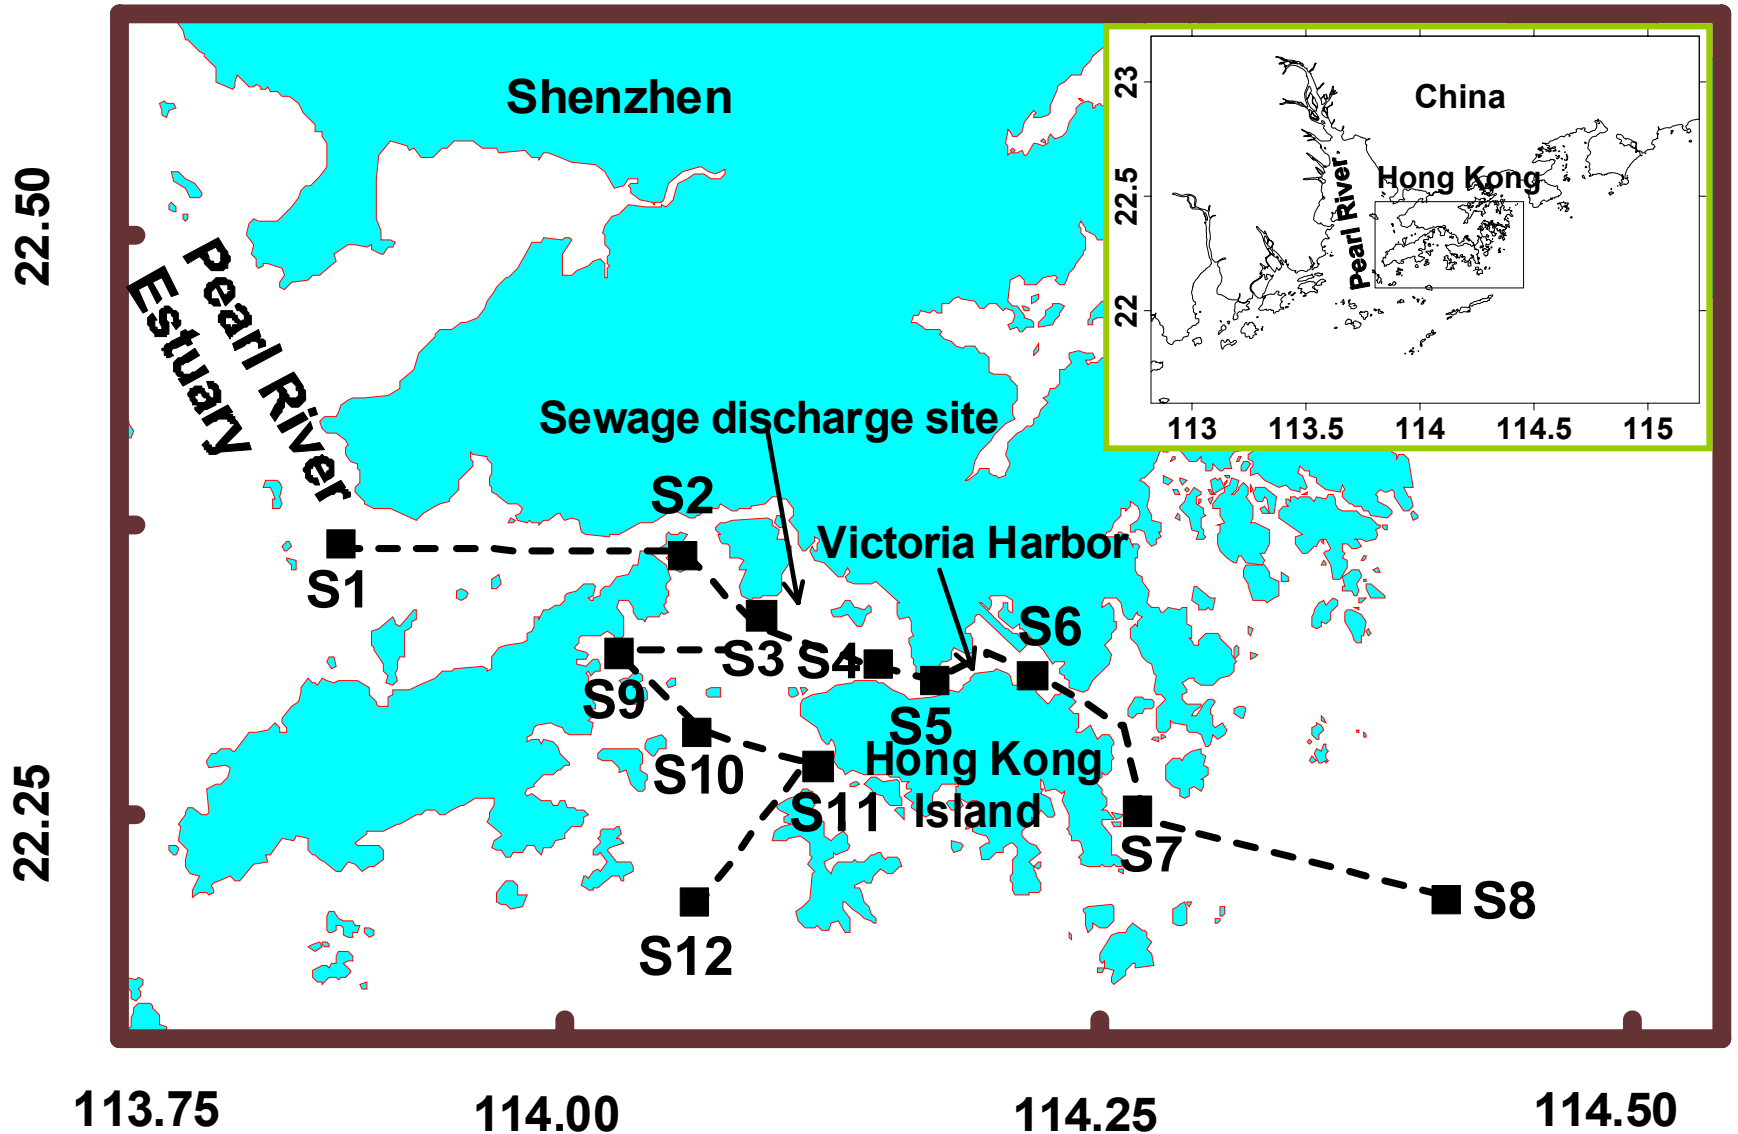 Shenzhen
China
Hong Kong
Pearl River
23
22.5
22
113
113.5
114
114.5
115
22.50
22.25
Pearl River
Estuary
Sewage discharge site
Victoria Harbor
S1
S2
S3
S4
S5
S6
S7
S8
S9
S10
S11
S12
Hong Kong
Island
113.75
114.00
114.25
114.50